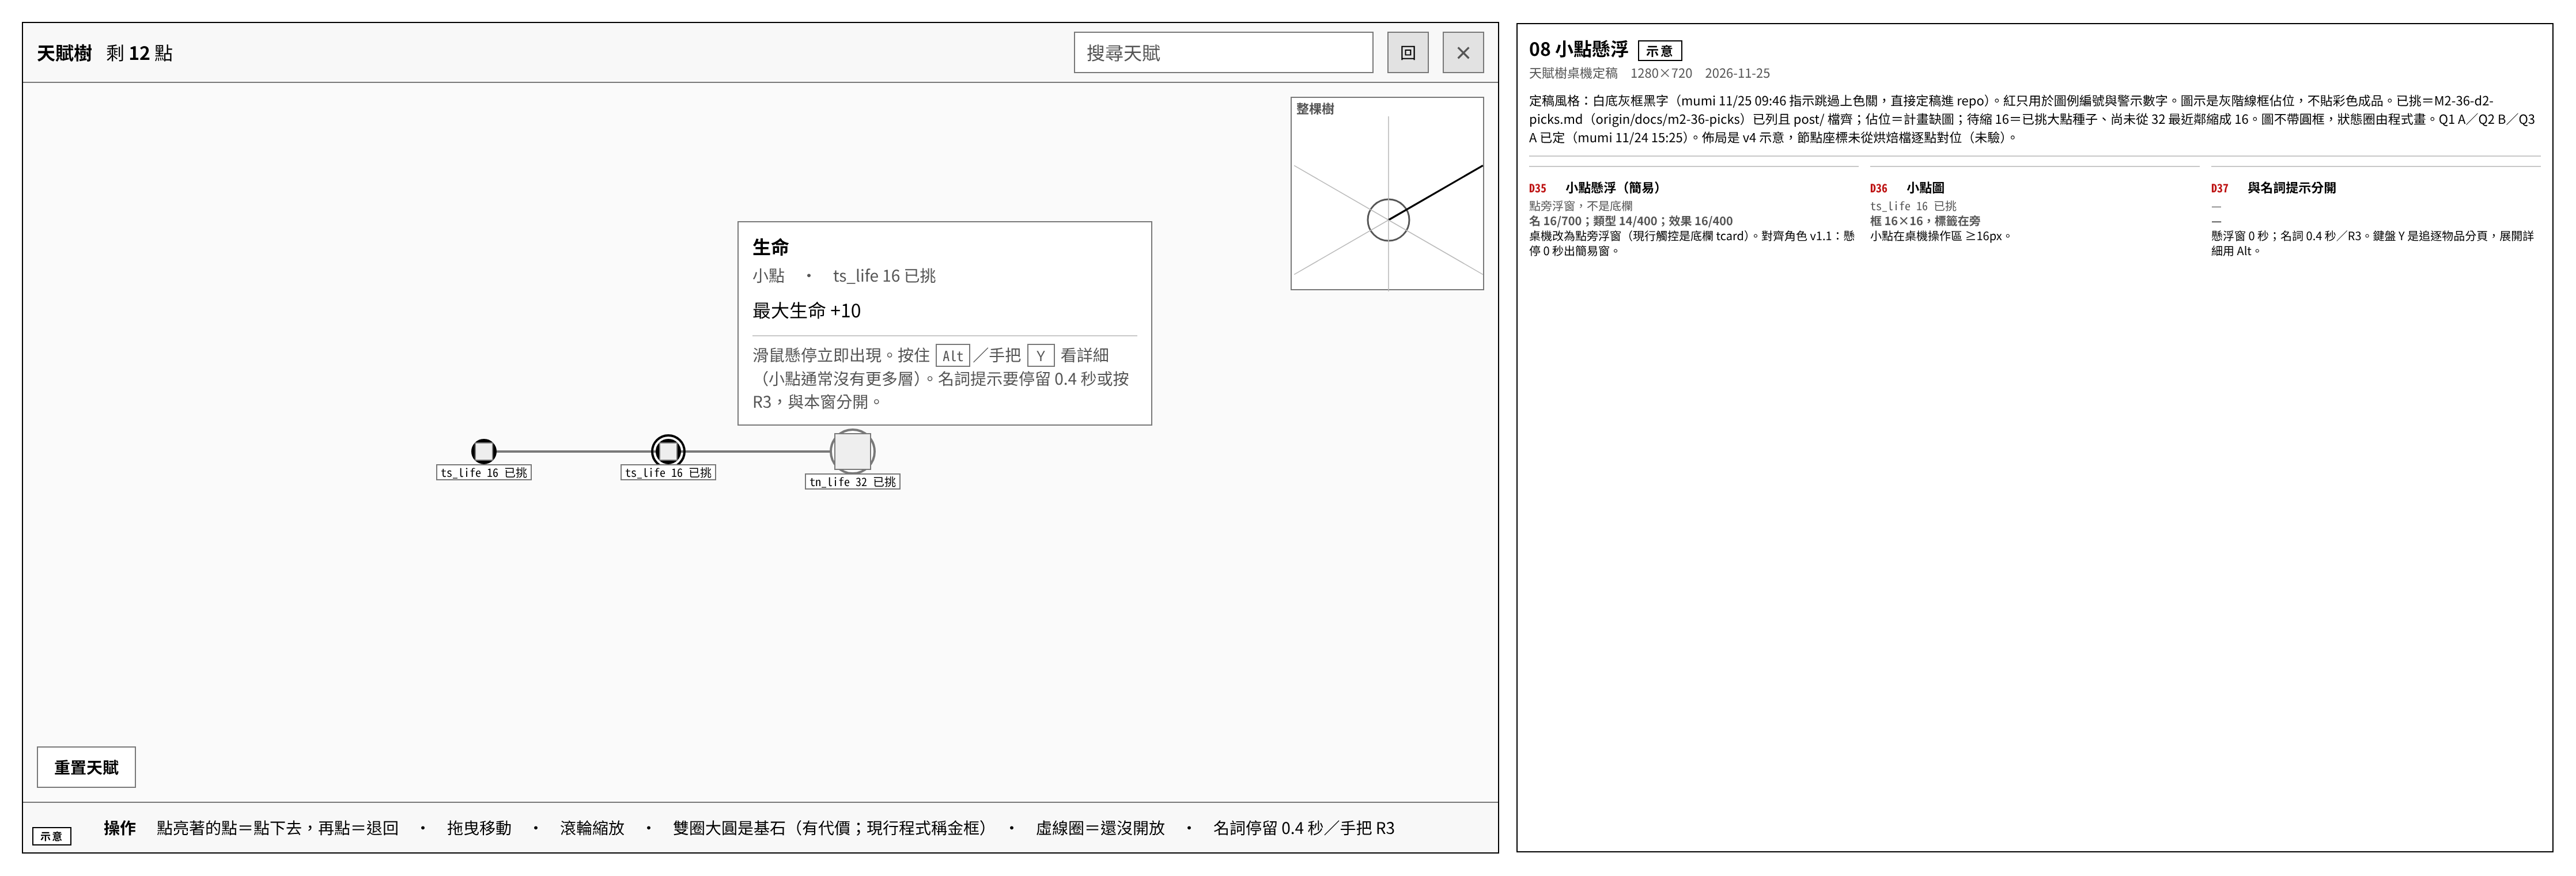 天賦樹 剩 12 點
搜尋天賦
回
×
整棵樹
生命
小點 · ts_life 16 已挑
最大生命 +10
滑鼠懸停立即出現。按住 Alt／手把 Y 看詳細
（小點通常沒有更多層）。名詞提示要停留 0.4 秒或按
R3，與本窗分開。
ts_life 16 已挑
ts_life 16 已挑
tn_life 32 已挑
重置天賦
示意
操作 點亮著的點＝點下去，再點＝退回 · 拖曳移動 · 滾輪縮放 · 雙圈大圓是基石（有代價；現行程式稱金框） · 虛線圈＝還沒開放 · 名詞停留 0.4 秒／手把 R3
08 小點懸浮 示意
天賦樹桌機定稿 1280×720 2026-11-25
定稿風格：白底灰框黑字（mumi 11/25 09:46 指示跳過上色關，直接定稿進 repo）。紅只用於圖例編號與警示數字。圖示是灰階線框佔位，不貼彩色成品。已挑＝M2-36-d2-
picks.md（origin/docs/m2-36-picks）已列且 post/ 檔齊；佔位＝計畫缺圖；待縮 16＝已挑大點種子、尚未從 32 最近鄰縮成 16。圖不帶圓框，狀態圈由程式畫。Q1 A／Q2 B／Q3
A 已定（mumi 11/24 15:25）。佈局是 v4 示意，節點座標未從烘焙檔逐點對位（未驗）。
D35 小點懸浮（簡易）
點旁浮窗，不是底欄
名 16/700；類型 14/400；效果 16/400
桌機改為點旁浮窗（現行觸控是底欄 tcard）。對齊角色 v1.1：懸
停 0 秒出簡易窗。
D36 小點圖
ts_life 16 已挑
框 16×16，標籤在旁
小點在桌機操作區 ≥16px。
D37 與名詞提示分開
—
—
懸浮窗 0 秒；名詞 0.4 秒／R3。鍵盤 Y 是追逐物品分頁，展開詳
細用 Alt。